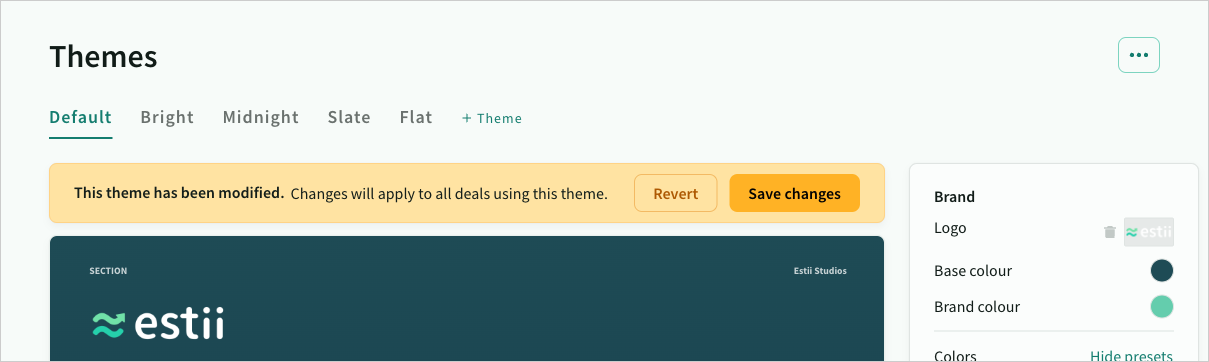 Themes
•••
Default Bright Midnight Slate Flat + Theme
This theme has been modified. Changes will apply to all deals using this theme. Revert Save changes
Brand
Logo estii
Base colour
Brand colour
Colors Hide presets
SECTION Estii Studios
estii